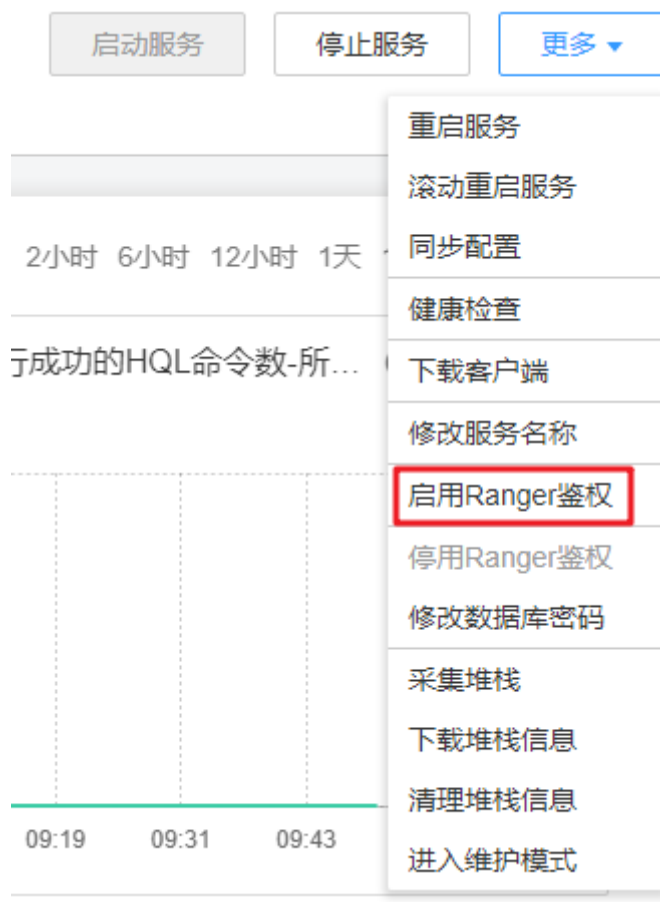 启动服务 停止服务 更多
重启服务
滚动重启服务
2小时 6小时 12小时 1天
同步配置
健康检查
行成功的HQL命令数-所...
下载客户端
修改服务名称
启用Ranger鉴权
停用Ranger鉴权
修改数据库密码
采集堆栈
下载堆栈信息
清理堆栈信息
09:19 09:31 09:43
进入维护模式